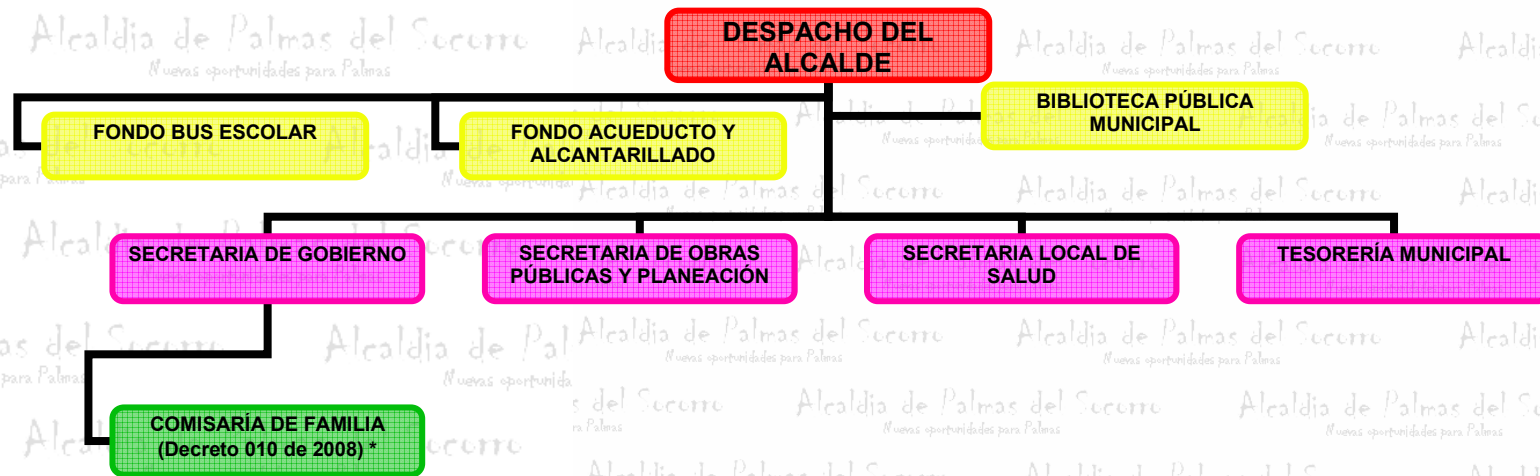 DESPACHO DEL
ALCALDE
BIBLIOTECA PÚBLICA
MUNICIPAL
FONDO BUS ESCOLAR
FONDO ACUEDUCTO Y
ALCANTARILLADO
SECRETARIA DE GOBIERNO
SECRETARIA DE OBRAS
PÚBLICAS Y PLANEACIÓN
SECRETARIA LOCAL DE
SALUD
TESORERÍA MUNICIPAL
COMISARÍA DE FAMILIA
(Decreto 010 de 2008) *
Alcaldia de Palmas del Socorro
Nuevas oportunidades para Palmas